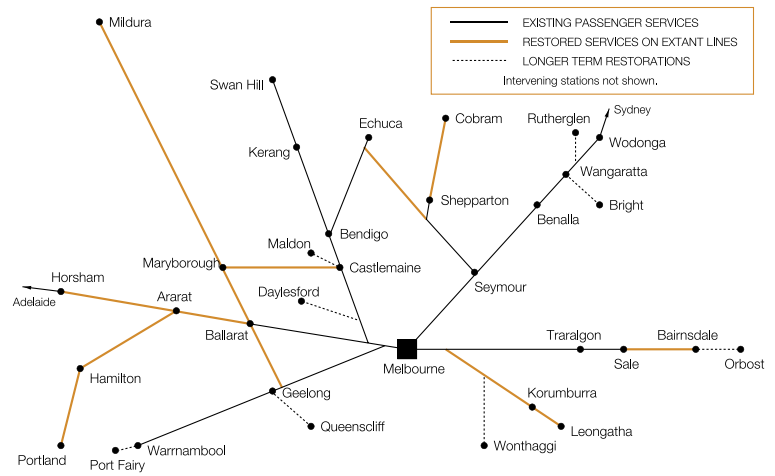 Mildura
EXISTING PASSENGER SERVICES
RESTORED SERVICES ON EXTANT LINES
LONGER TERM RESTORATIONS
Intervening stations not shown.
Swan Hill
Echuca
Cobram
Rutherglen
Sydney
Wodonga
Kerang
Wangaratta
Shepparton
Benalla
Bright
Bendigo
Maldon
Maryborough
Castlemaine
Seymour
Horsham
Adelaide
Ararat
Daylesford
Ballarat
Melbourne
Traralgon
Sale
Bairnsdale
Orbost
Hamilton
Geelong
Korumburra
Queenscliff
Leongatha
Portland
Port Fairy
Warrnambool
Wonthaggi